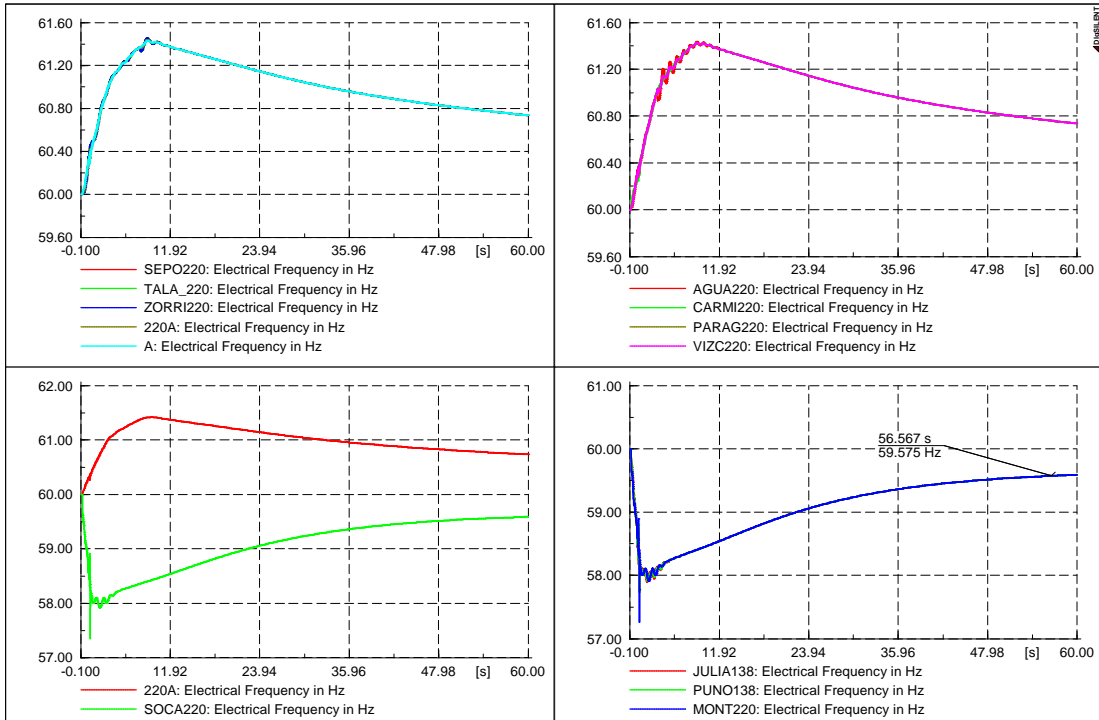 61.60
61.20
60.80
60.40
60.00
59.60
-0.100 11.92 23.94 35.96 47.98 [s] 60.00
SEPO220: Electrical Frequency in Hz
TALA_220: Electrical Frequency in Hz
ZORRI220: Electrical Frequency in Hz
220A: Electrical Frequency in Hz
A: Electrical Frequency in Hz
DIgSILENT
61.60
61.20
60.80
60.40
60.00
59.60
-0.100 11.92 23.94 35.96 47.98 [s] 60.00
AGUA220: Electrical Frequency in Hz
CARMI220: Electrical Frequency in Hz
PARAG220: Electrical Frequency in Hz
VIZC220: Electrical Frequency in Hz
62.00
61.00
60.00
59.00
58.00
57.00
-0.100 11.92 23.94 35.96 47.98 [s] 60.00
220A: Electrical Frequency in Hz
SOCA220: Electrical Frequency in Hz
61.00
60.00
59.00
58.00
57.00
56.567 s
59.575 Hz
-0.100 11.92 23.94 35.96 47.98 [s] 60.00
JULIA138: Electrical Frequency in Hz
PUNO138: Electrical Frequency in Hz
MONT220: Electrical Frequency in Hz